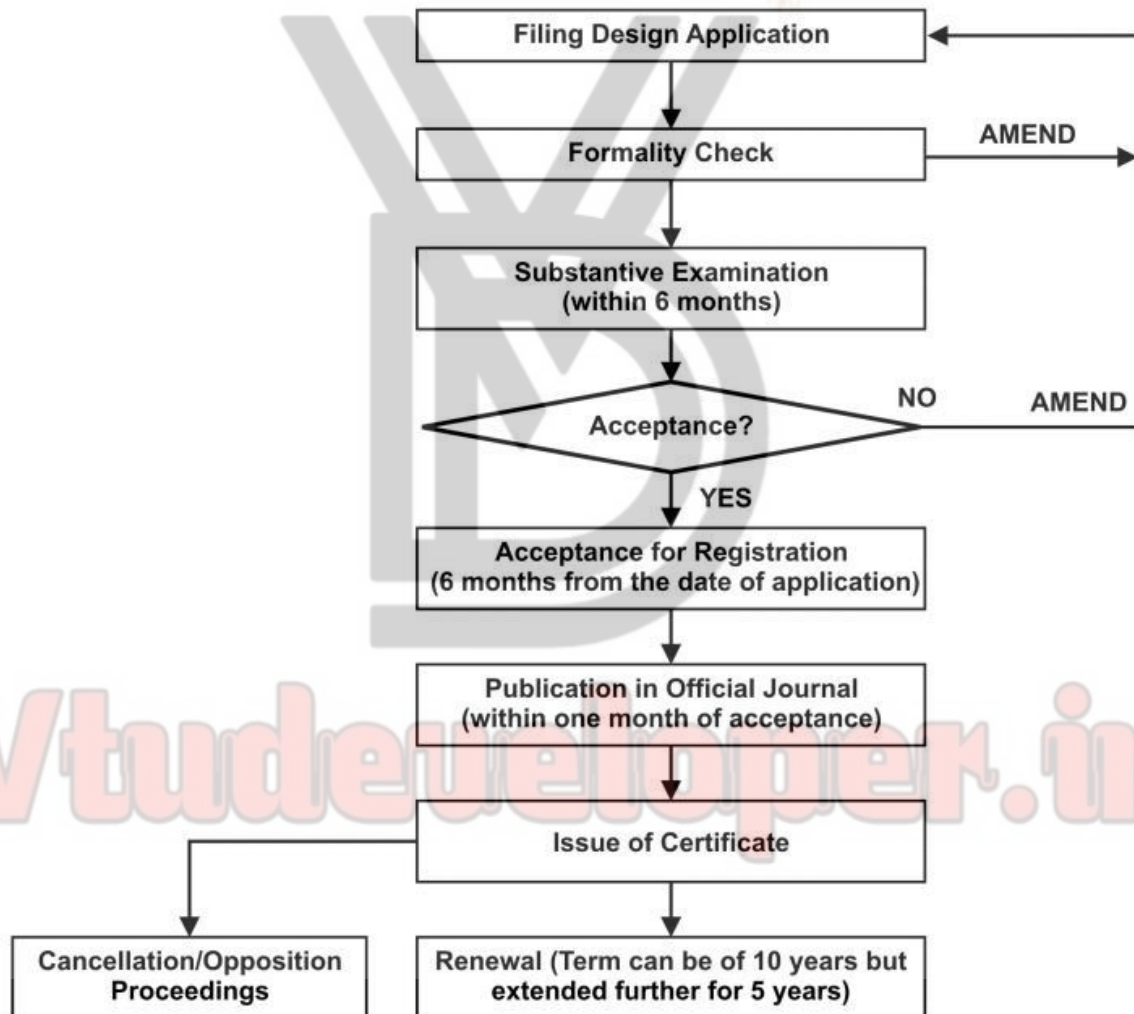 Filing Design Application
Formality Check
AMEND
Substantive Examination
(within 6 months)
Acceptance?
NO
AMEND
YES
Acceptance for Registration
(6 months from the date of application)
Publication in Official Journal
(within one month of acceptance)
Vtudeveloper.in
Issue of Certificate
Cancellation/Opposition
Proceedings
Renewal (Term can be of 10 years but
extended further for 5 years)